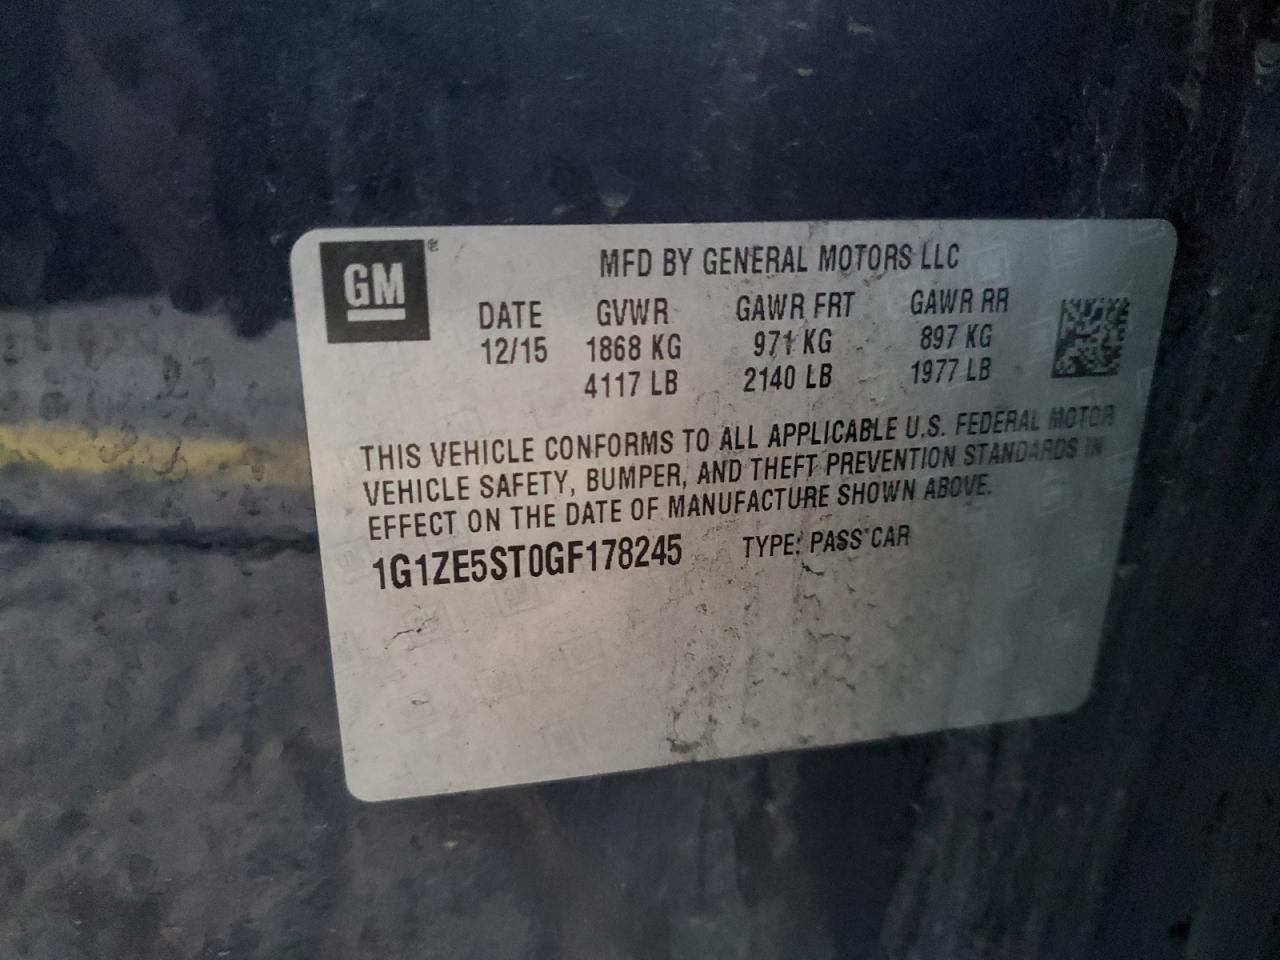 GM®
MFD BY GENERAL MOTORS LLC
DATE GVWR GAWR FRT GAWR RR
12/15 1868 KG 971 KG 897 KG
4117 LB 2140 LB 1977 LB
THIS VEHICLE CONFORMS TO ALL APPLICABLE U.S. FEDERAL MOTOR
VEHICLE SAFETY, BUMPER, AND THEFT PREVENTION STANDARDS IN
EFFECT ON THE DATE OF MANUFACTURE SHOWN ABOVE.
1G1ZE5ST0GF178245 TYPE: PASS CAR